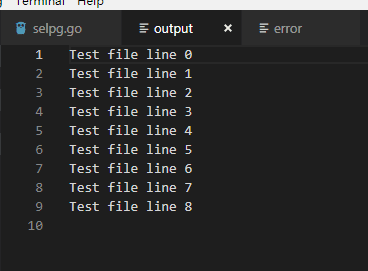 Terminal Help
selpg.go output × error
1 Test file line 0
2 Test file line 1
3 Test file line 2
4 Test file line 3
5 Test file line 4
6 Test file line 5
7 Test file line 6
8 Test file line 7
9 Test file line 8
10